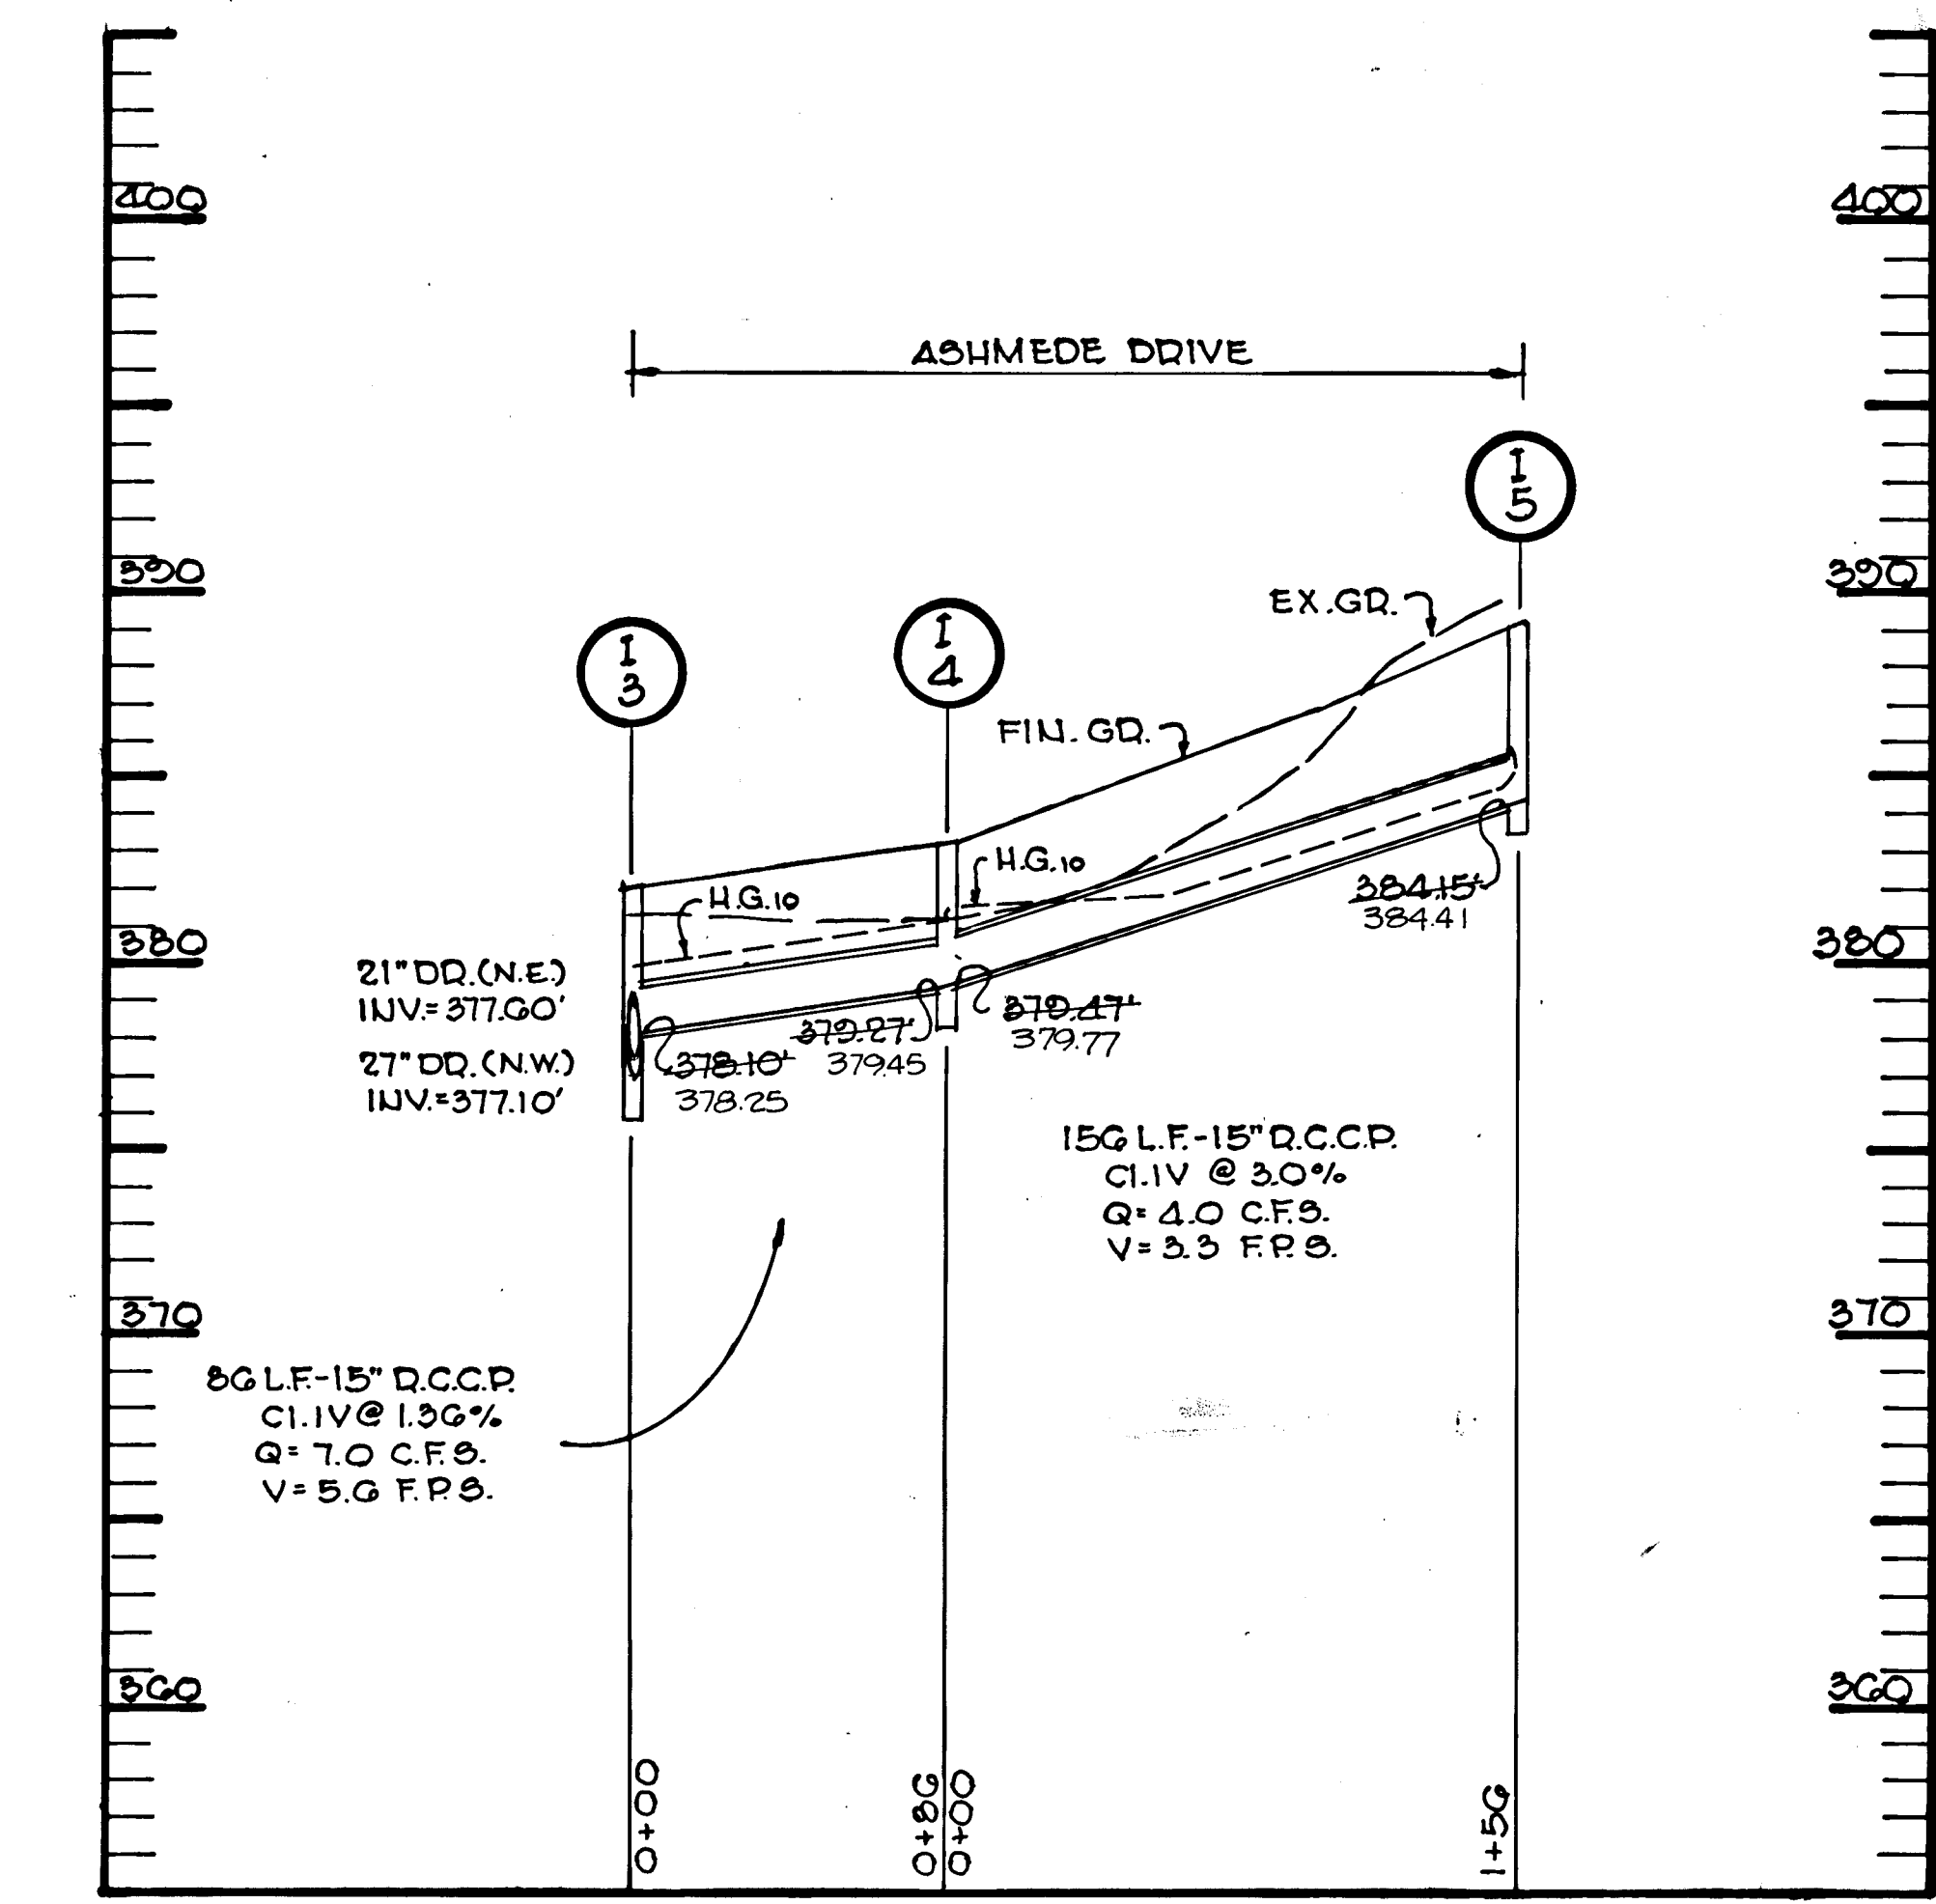 400
400
ASHMEDE DRIVE
I
5
390
390
EX.GR.
I
3
I
4
FIN. GR.
H.G.10
H.G.10
384.15'
384.41
380
380
21" DR.(N.E.)
INV.=377.60'
27" DR.(N.W.)
INV.=377.10'
378.10'
378.25
379.27'
379.45
379.47'
379.77
156 L.F.-15" R.C.C.P.
Cl.IV @ 3.0%
Q= 4.0 C.F.S.
V= 3.3 F.P.S.
370
370
86 L.F.-15" R.C.C.P.
Cl.IV @ 1.36%
Q= 7.0 C.F.S.
V= 5.6 F.P.S.
360
360
0+00
0+86
0+00
1+56